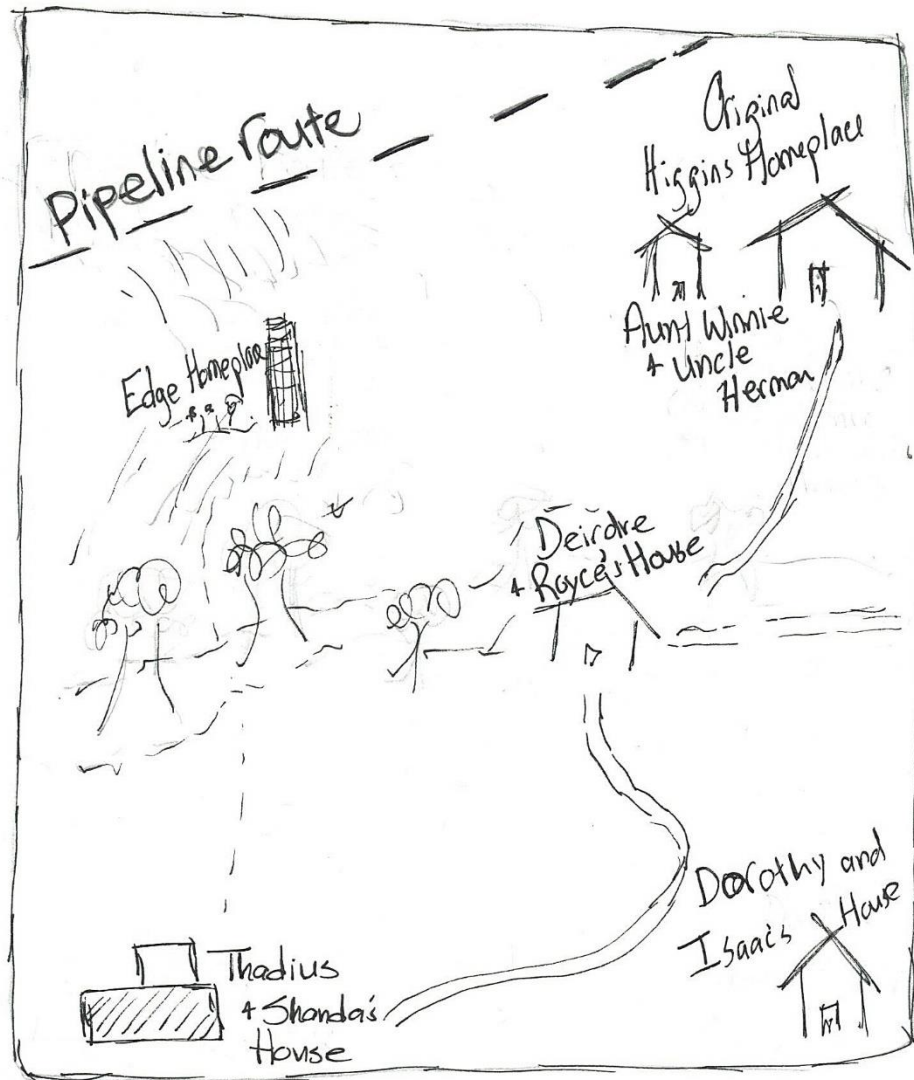 Pipeline route
Original
Higgins Homeplace
Aunt Winnie
+ Uncle
Herman
Edge Homeplace
Deirdre
+ Royce's House
Dorothy and
Isaac's House
Thadius
+ Shanda's
House